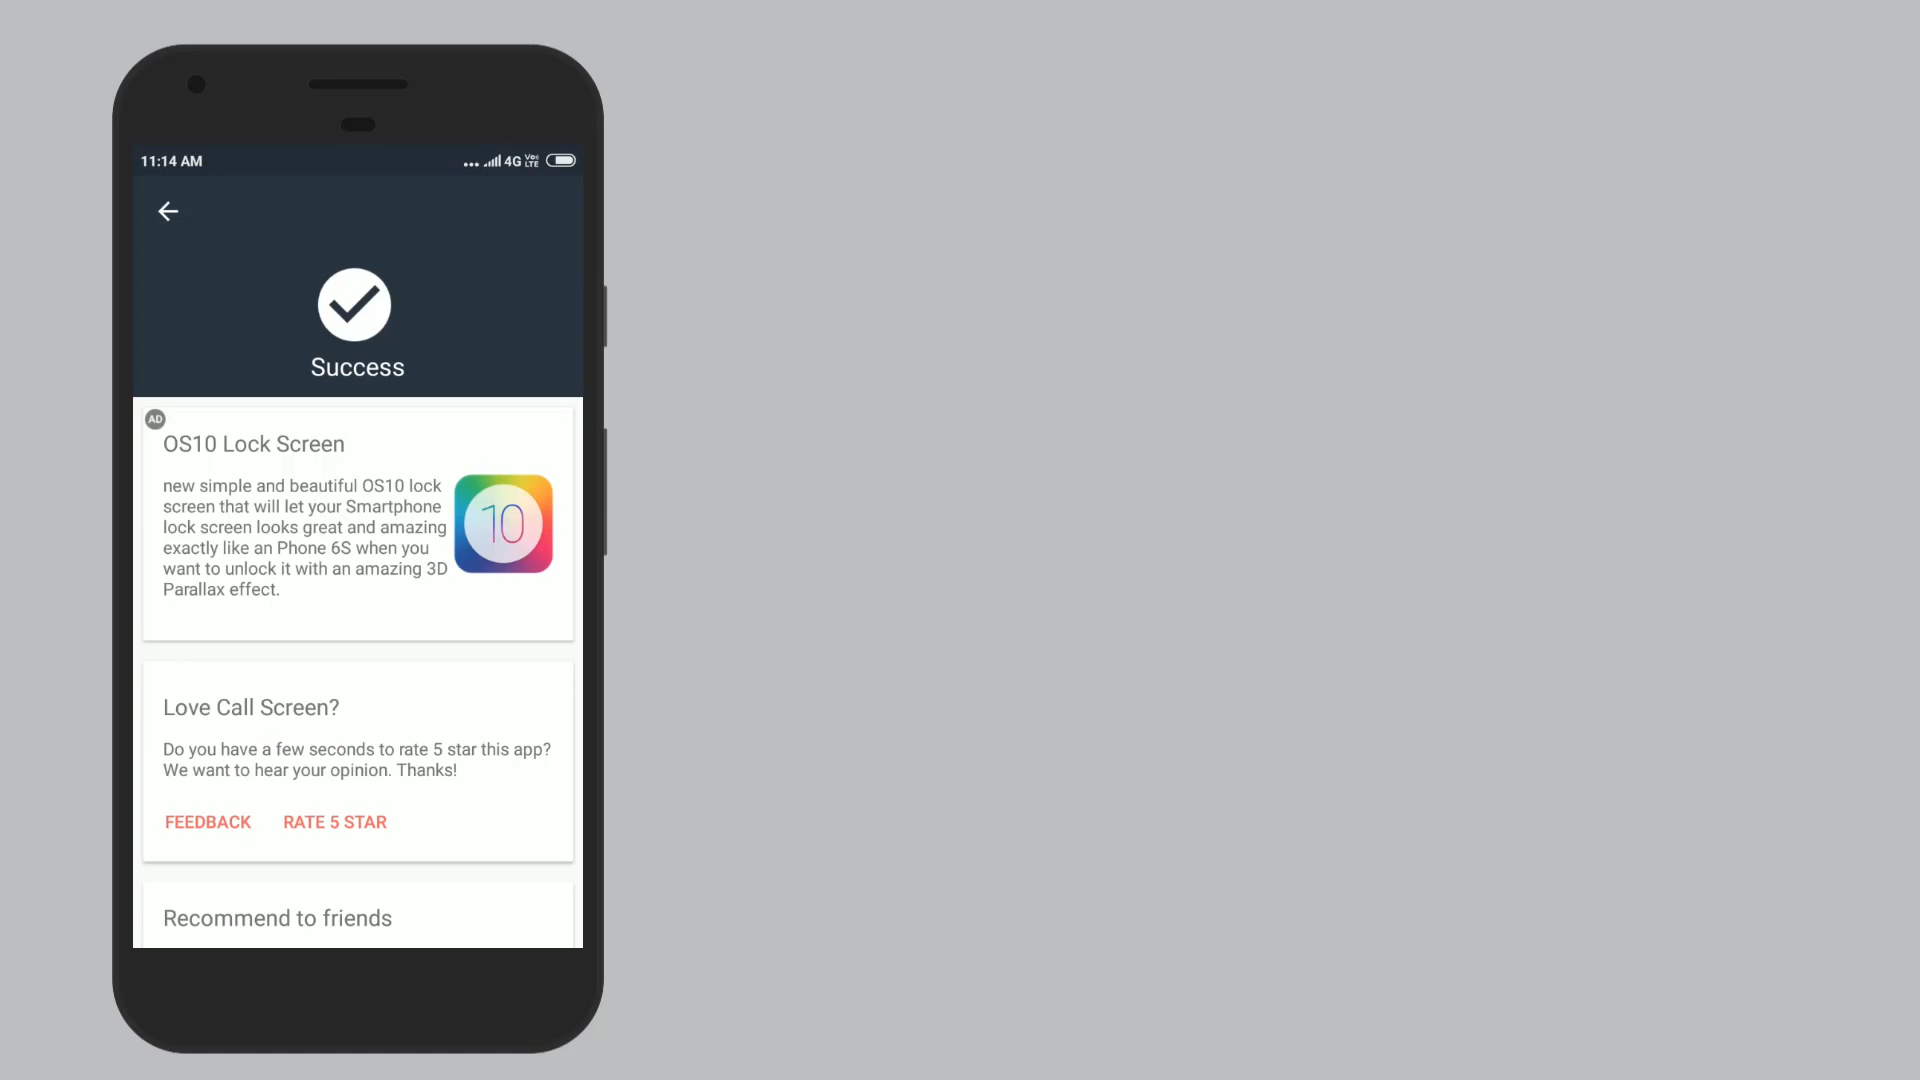 11:14 AM
4G Vo LTE
Success
AD
OS10 Lock Screen
new simple and beautiful OS10 lock
screen that will let your Smartphone
lock screen looks great and amazing
exactly like an Phone 6S when you
want to unlock it with an amazing 3D
Parallax effect.
10
Love Call Screen?
Do you have a few seconds to rate 5 star this app?
We want to hear your opinion. Thanks!
FEEDBACK RATE 5 STAR
Recommend to friends